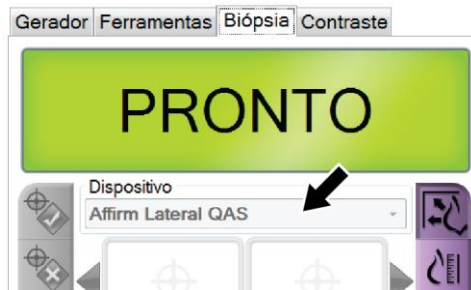 Gerador Ferramentas Biópsia Contraste
PRONTO
Dispositivo
Affirm Lateral QAS